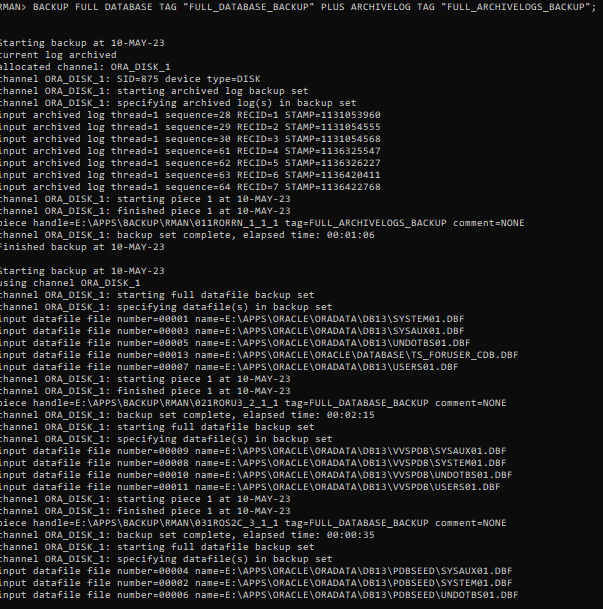 RMAN> BACKUP FULL DATABASE TAG "FULL_DATABASE_BACKUP" PLUS ARCHIVELOG TAG "FULL_ARCHIVELOGS_BACKUP";
Starting backup at 10-MAY-23
current log archived
allocated channel: ORA_DISK_1
channel ORA_DISK_1: SID=875 device type=DISK
channel ORA_DISK_1: starting archived log backup set
channel ORA_DISK_1: specifying archived log(s) in backup set
input archived log thread=1 sequence=28 RECID=1 STAMP=1131053960
input archived log thread=1 sequence=29 RECID=2 STAMP=1131054555
input archived log thread=1 sequence=30 RECID=3 STAMP=1131054568
input archived log thread=1 sequence=61 RECID=4 STAMP=1136325547
input archived log thread=1 sequence=62 RECID=5 STAMP=1136326227
input archived log thread=1 sequence=63 RECID=6 STAMP=1136420411
input archived log thread=1 sequence=64 RECID=7 STAMP=1136422768
channel ORA_DISK_1: starting piece 1 at 10-MAY-23
channel ORA_DISK_1: finished piece 1 at 10-MAY-23
piece handle=E:\APPS\BACKUP\RMAN\011RORRN_1_1_1 tag=FULL_ARCHIVELOGS_BACKUP comment=NONE
channel ORA_DISK_1: backup set complete, elapsed time: 00:01:06
Finished backup at 10-MAY-23
Starting backup at 10-MAY-23
using channel ORA_DISK_1
channel ORA_DISK_1: starting full datafile backup set
channel ORA_DISK_1: specifying datafile(s) in backup set
input datafile file number=00001 name=E:\APPS\ORACLE\ORADATA\DB13\SYSTEM01.DBF
input datafile file number=00003 name=E:\APPS\ORACLE\ORADATA\DB13\SYSAUX01.DBF
input datafile file number=00005 name=E:\APPS\ORACLE\ORADATA\DB13\UNDOTBS01.DBF
input datafile file number=00013 name=E:\APPS\ORACLE\ORACLE\DATABASE\TS_FORUSER_CDB.DBF
input datafile file number=00007 name=E:\APPS\ORACLE\ORADATA\DB13\USERS01.DBF
channel ORA_DISK_1: starting piece 1 at 10-MAY-23
channel ORA_DISK_1: finished piece 1 at 10-MAY-23
piece handle=E:\APPS\BACKUP\RMAN\021RORU3_2_1_1 tag=FULL_DATABASE_BACKUP comment=NONE
channel ORA_DISK_1: backup set complete, elapsed time: 00:02:15
channel ORA_DISK_1: starting full datafile backup set
channel ORA_DISK_1: specifying datafile(s) in backup set
input datafile file number=00009 name=E:\APPS\ORACLE\ORADATA\DB13\VVSPDB\SYSAUX01.DBF
input datafile file number=00008 name=E:\APPS\ORACLE\ORADATA\DB13\VVSPDB\SYSTEM01.DBF
input datafile file number=00010 name=E:\APPS\ORACLE\ORADATA\DB13\VVSPDB\UNDOTBS01.DBF
input datafile file number=00011 name=E:\APPS\ORACLE\ORADATA\DB13\VVSPDB\USERS01.DBF
channel ORA_DISK_1: starting piece 1 at 10-MAY-23
channel ORA_DISK_1: finished piece 1 at 10-MAY-23
piece handle=E:\APPS\BACKUP\RMAN\031ROS2C_3_1_1 tag=FULL_DATABASE_BACKUP comment=NONE
channel ORA_DISK_1: backup set complete, elapsed time: 00:00:35
channel ORA_DISK_1: starting full datafile backup set
channel ORA_DISK_1: specifying datafile(s) in backup set
input datafile file number=00004 name=E:\APPS\ORACLE\ORADATA\DB13\PDBSEED\SYSAUX01.DBF
input datafile file number=00002 name=E:\APPS\ORACLE\ORADATA\DB13\PDBSEED\SYSTEM01.DBF
input datafile file number=00006 name=E:\APPS\ORACLE\ORADATA\DB13\PDBSEED\UNDOTBS01.DBF